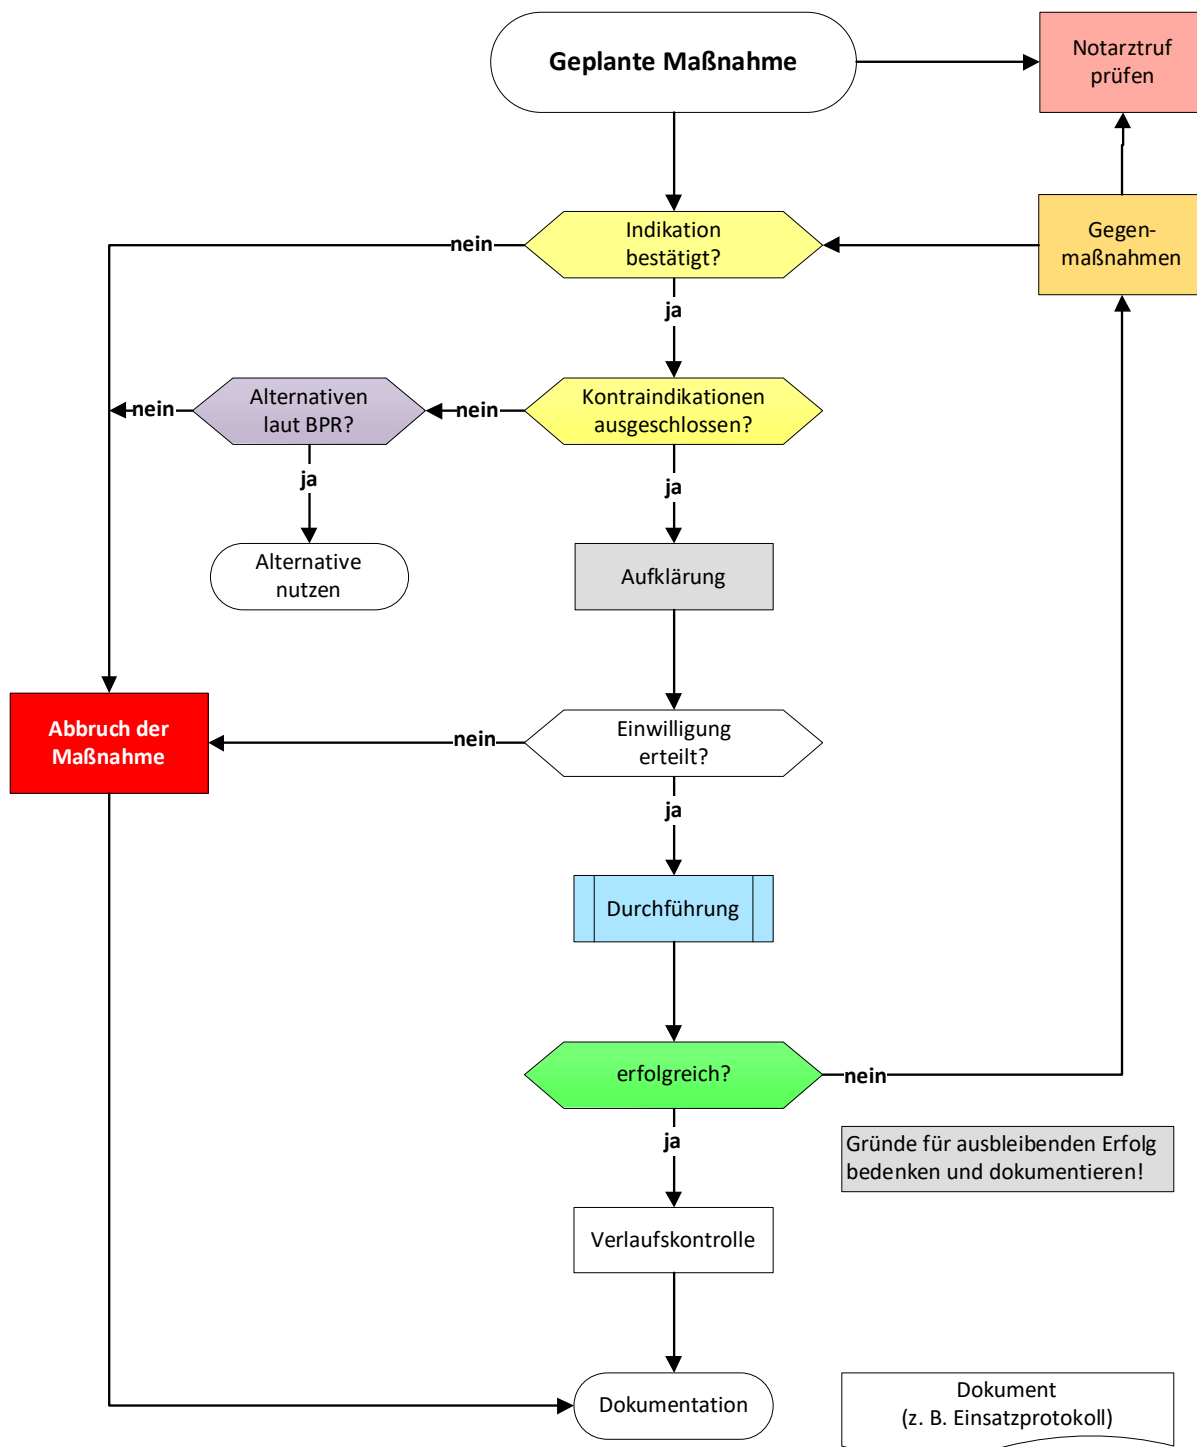 Geplante Maßnahme
Notarztruf
prüfen
Indikation
bestätigt?
nein
Gegen-
maßnahmen
ja
Alternativen
laut BPR?
nein
nein
Kontraindikationen
ausgeschlossen?
ja
ja
Alternative
nutzen
Aufklärung
Abbruch der
Maßnahme
nein
Einwilligung
erteilt?
ja
Durchführung
erfolgreich?
nein
ja
Gründe für ausbleibenden Erfolg
bedenken und dokumentieren!
Verlaufskontrolle
Dokumentation
Dokument
(z. B. Einsatzprotokoll)